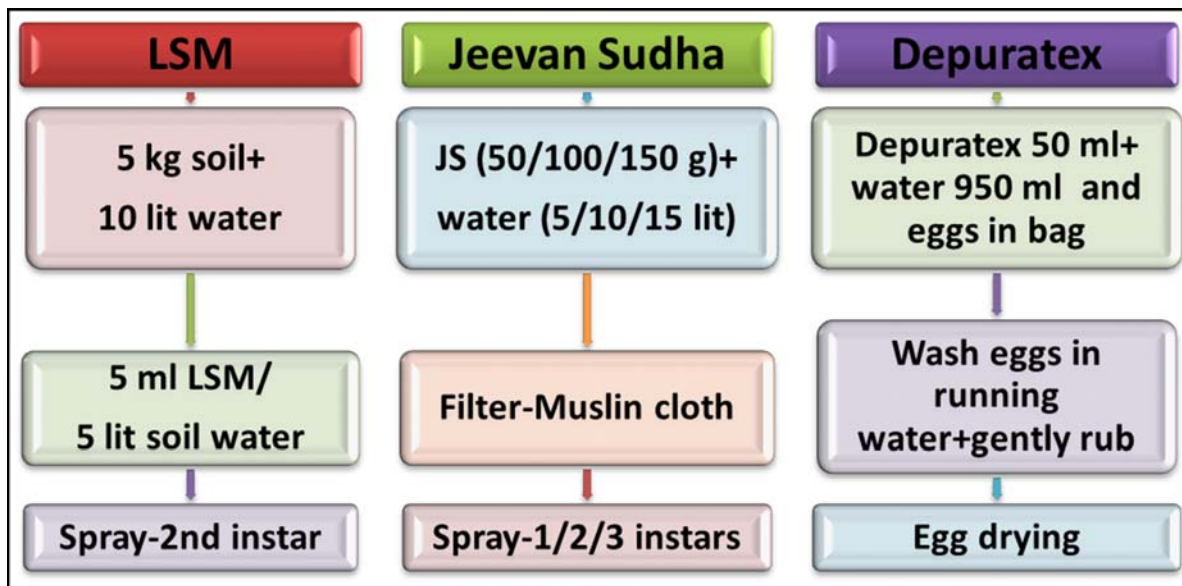 LSM
5 kg soil+
10 lit water
5 ml LSM/
5 lit soil water
Spray-2nd instar
Jeevan Sudha
JS (50/100/150 g)+
water (5/10/15 lit)
Filter-Muslin cloth
Spray-1/2/3 instars
Depuratex
Depuratex 50 ml+
water 950 ml and
eggs in bag
Wash eggs in
running
water+gently rub
Egg drying